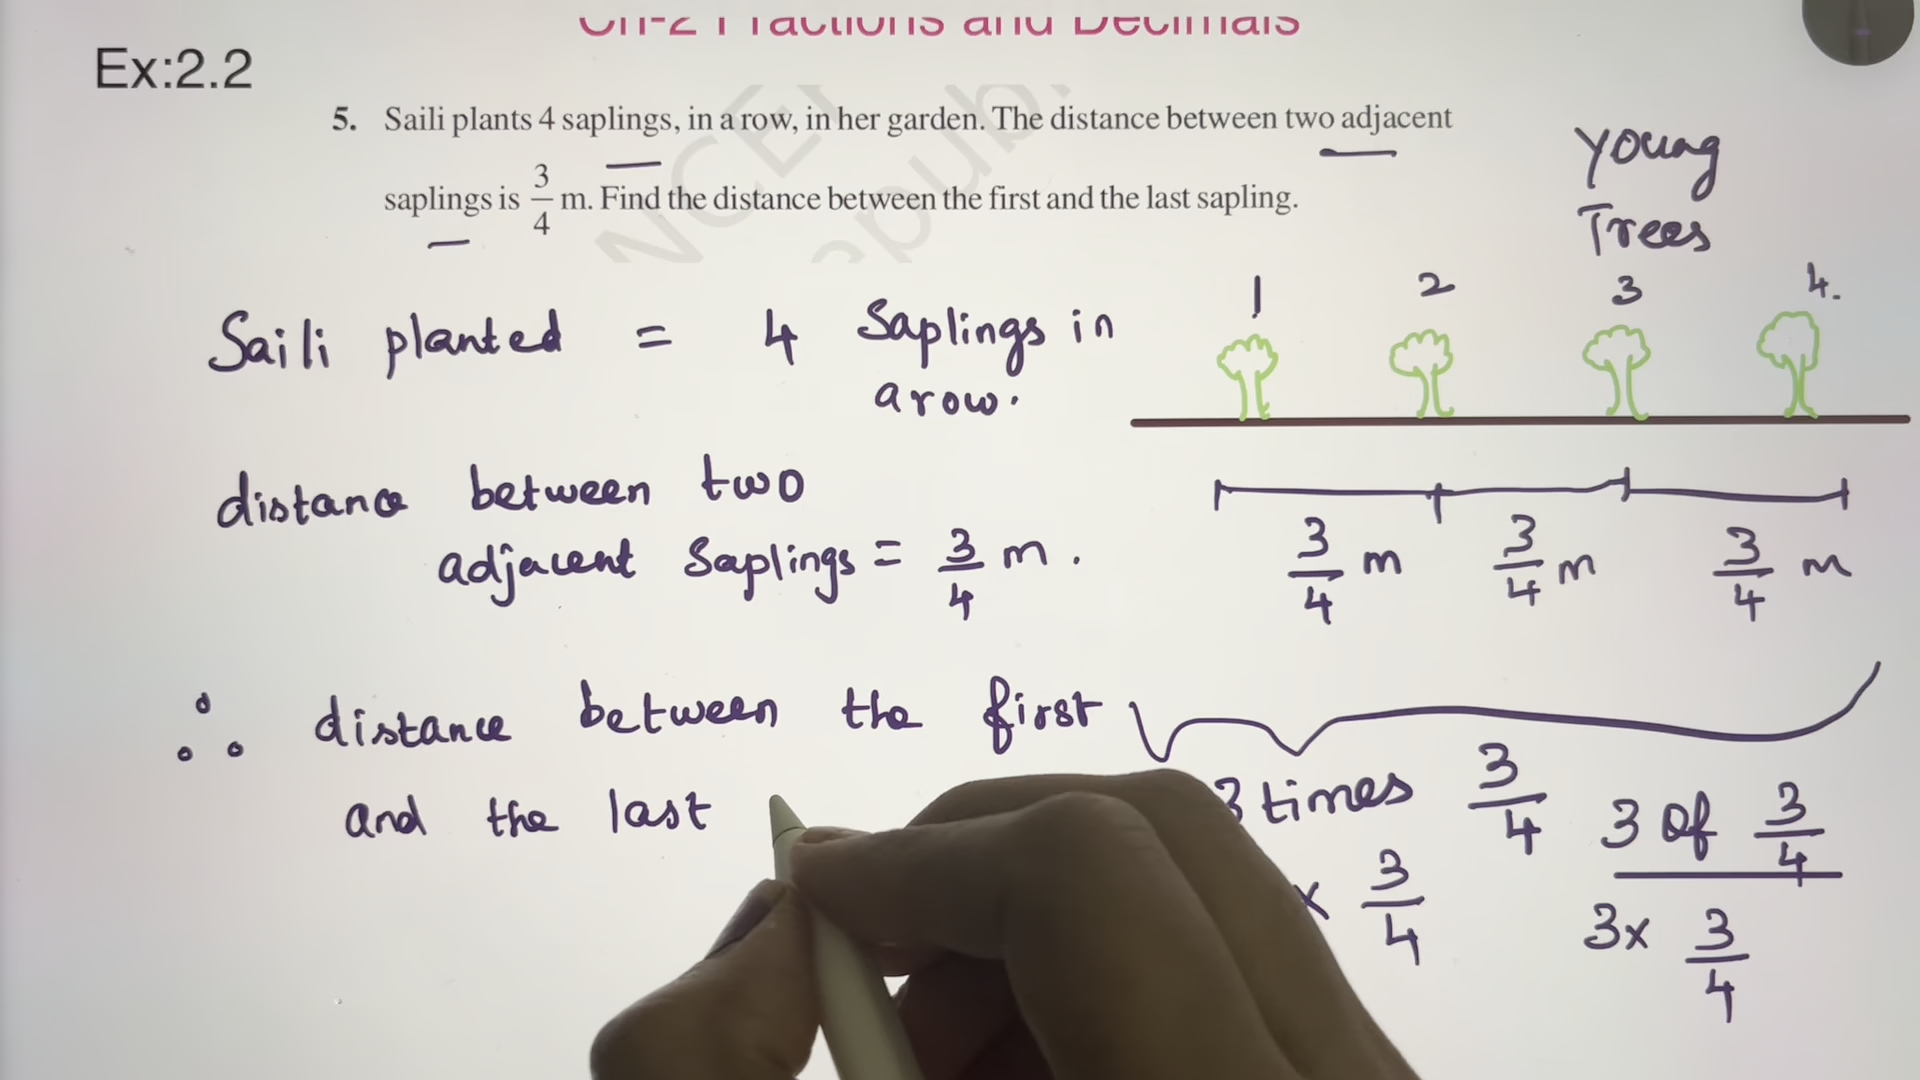 Ch-2 Fractions and Decimals
Ex:2.2
5. Saili plants 4 saplings, in a row, in her garden. The distance between two adjacent
saplings is 3/4 m. Find the distance between the first and the last sapling.
Young
Trees
1 2 3 4.
Saili planted = 4 Saplings in
a row.
distance between two
adjacent Saplings = 3/4 m.
3/4 m 3/4 m 3/4 m
∴ distance between the first
and the last
3 times 3/4
x 3/4
3 of 3/4
3x 3/4